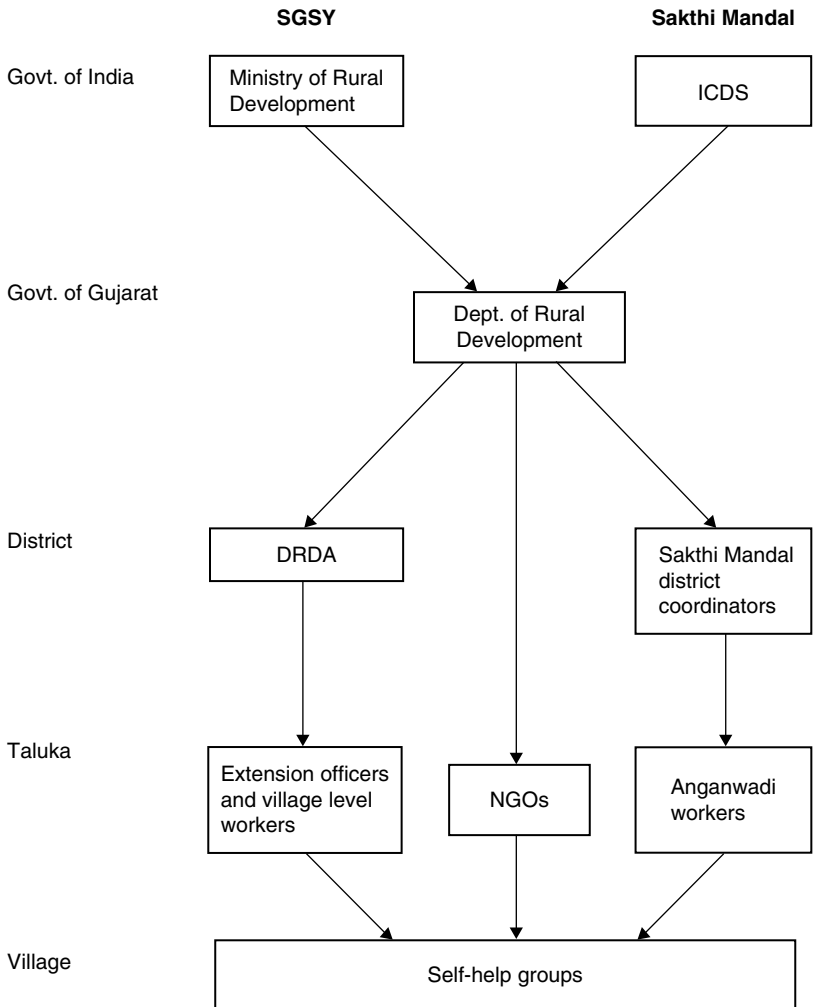 SGSY
Sakthi Mandal
Govt. of India
Ministry of Rural
Development
ICDS
Govt. of Gujarat
Dept. of Rural
Development
District
DRDA
Sakthi Mandal
district
coordinators
Taluka
Extension officers
and village level
workers
NGOs
Anganwadi
workers
Village
Self-help groups